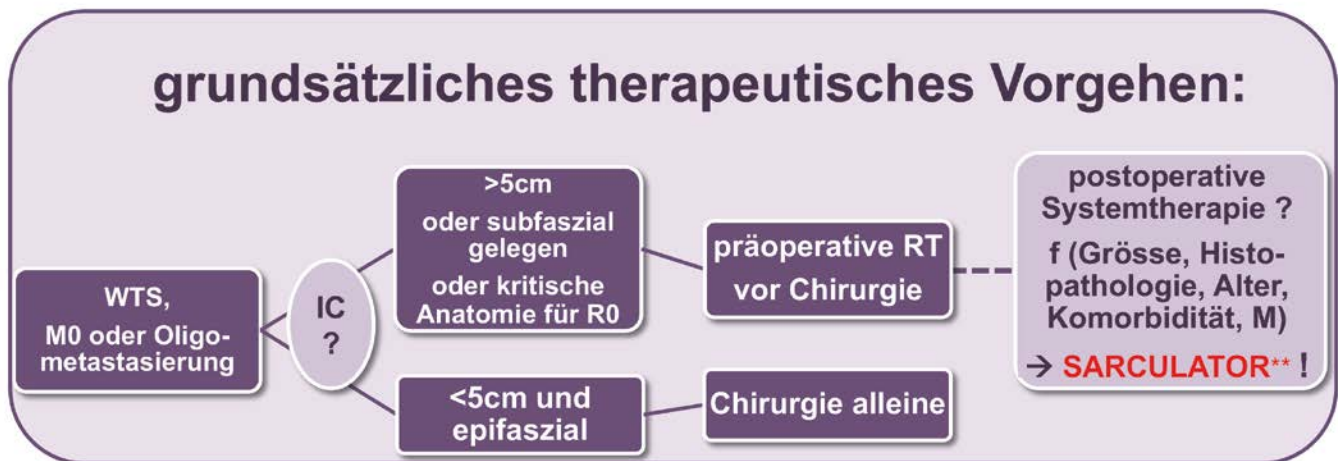 grundsätzliches therapeutisches Vorgehen:
WTS,
M0 oder Oligo-
metastasierung
IC
?
>5cm
oder subfaszial
gelegen
oder kritische
Anatomie für R0
präoperative RT
vor Chirurgie
postoperative
Systemtherapie ?
f (Grösse, Histo-
pathologie, Alter,
Komorbidität, M)
→ SARCULATOR** !
<5cm und
epifaszial
Chirurgie alleine